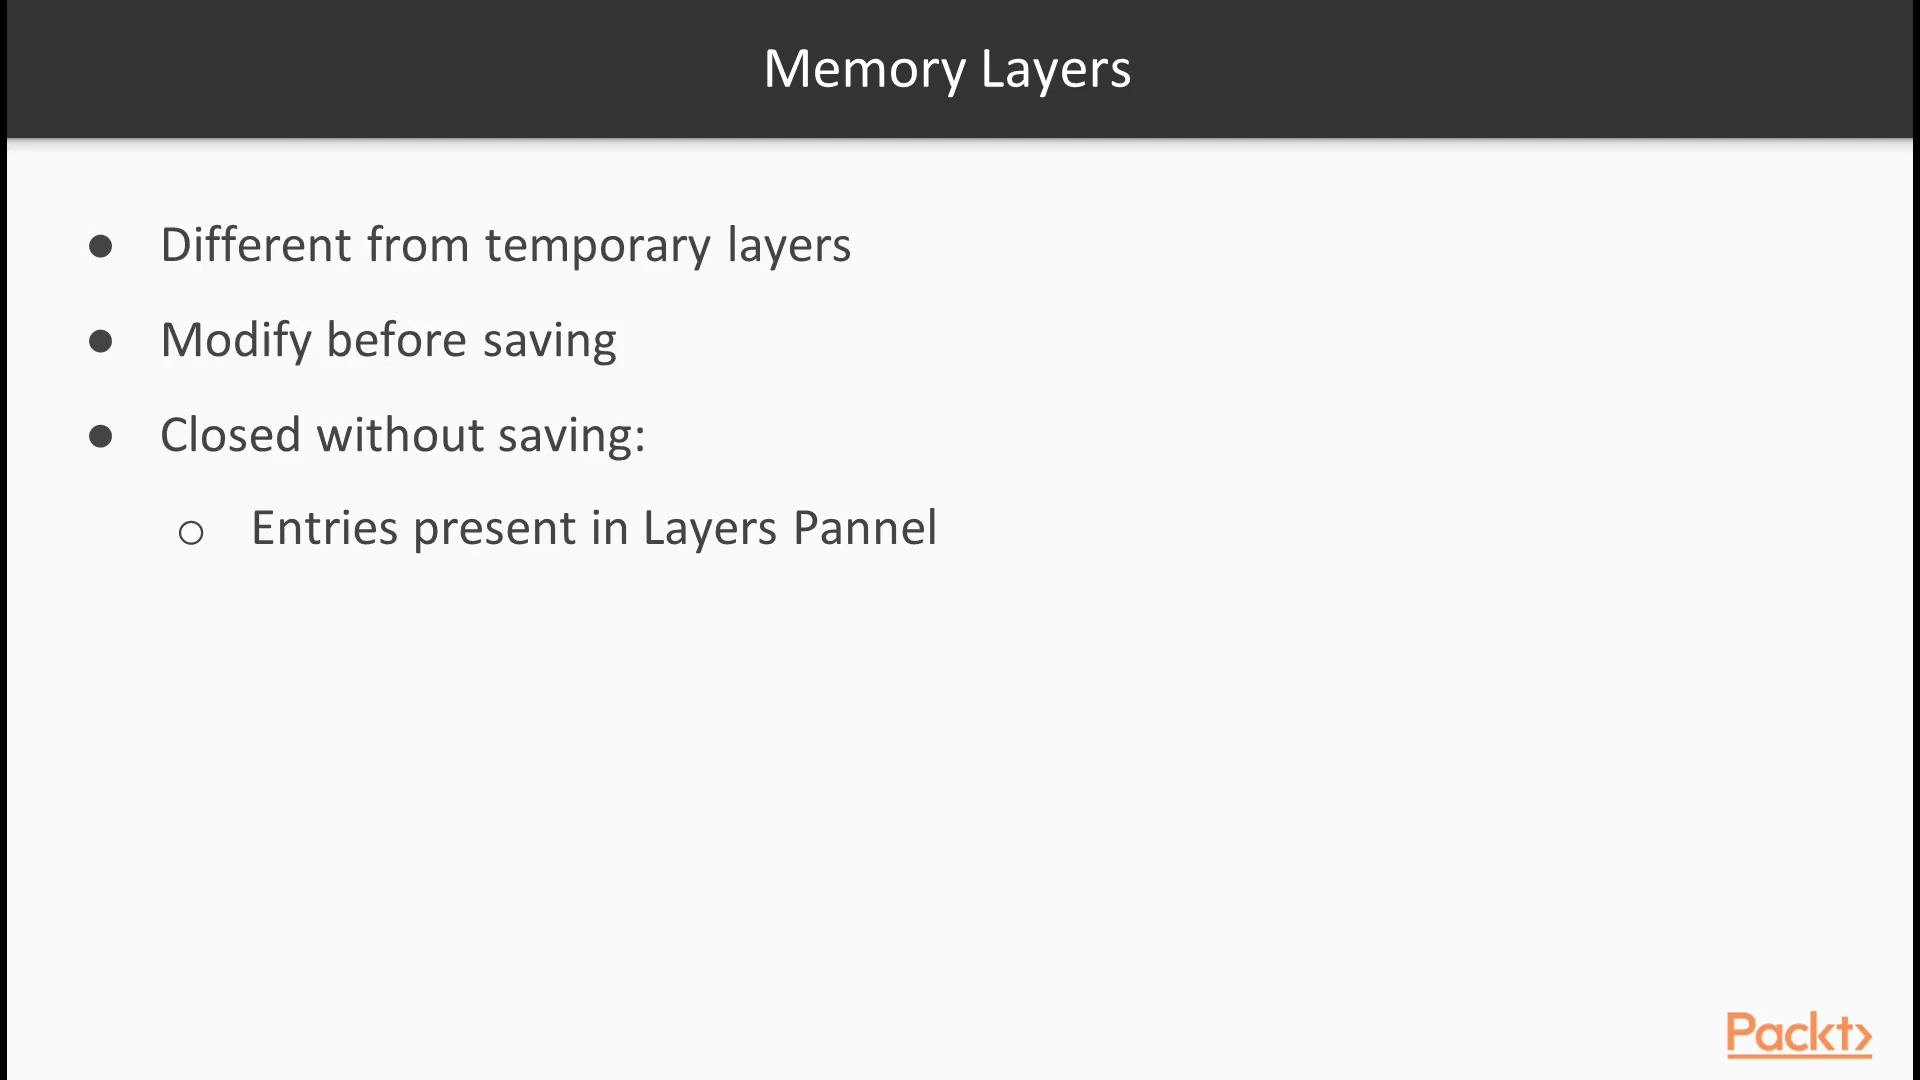 Memory Layers
● Different from temporary layers
● Modify before saving
● Closed without saving:
○ Entries present in Layers Pannel
Packt>